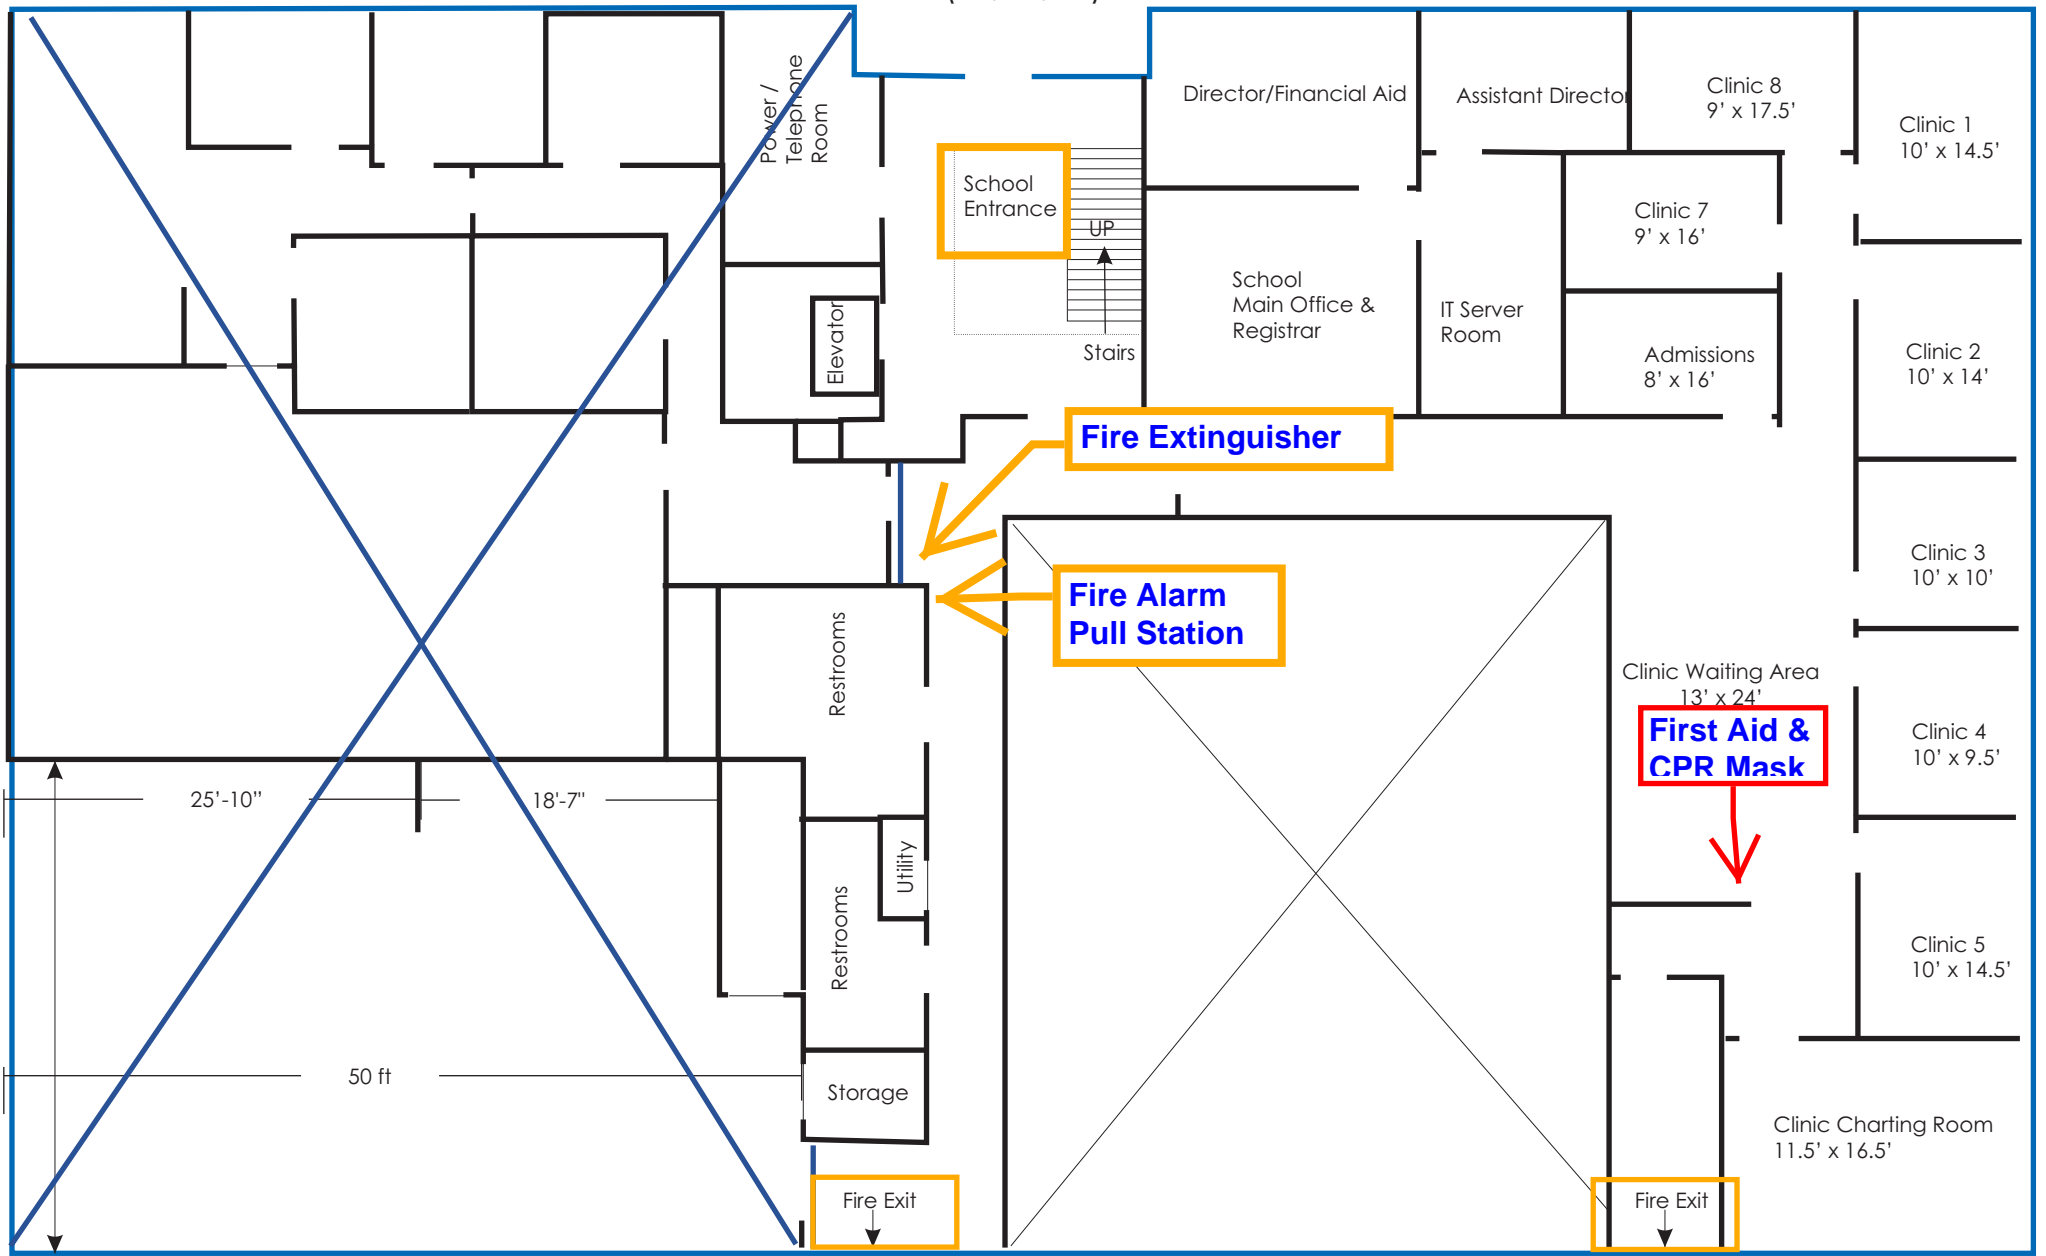 Power /
Telephone
Room
Director/Financial Aid
Assistant Director
Clinic 8
9’ x 17.5’
Clinic 1
10’ x 14.5’
School
Entrance
UP
Stairs
Elevator
Clinic 7
9’ x 16’
School
Main Office &
Registrar
IT Server
Room
Admissions
8’ x 16’
Clinic 2
10’ x 14’
Fire Extinguisher
Fire Alarm
Pull Station
Clinic 3
10’ x 10’
Restrooms
Clinic Waiting Area
13’ x 24’
First Aid &
CPR Mask
Clinic 4
10’ x 9.5’
25’-10”
18'-7"
Utility
Restrooms
Clinic 5
10’ x 14.5’
50 ft
Storage
Clinic Charting Room
11.5’ x 16.5’
Fire Exit
Fire Exit